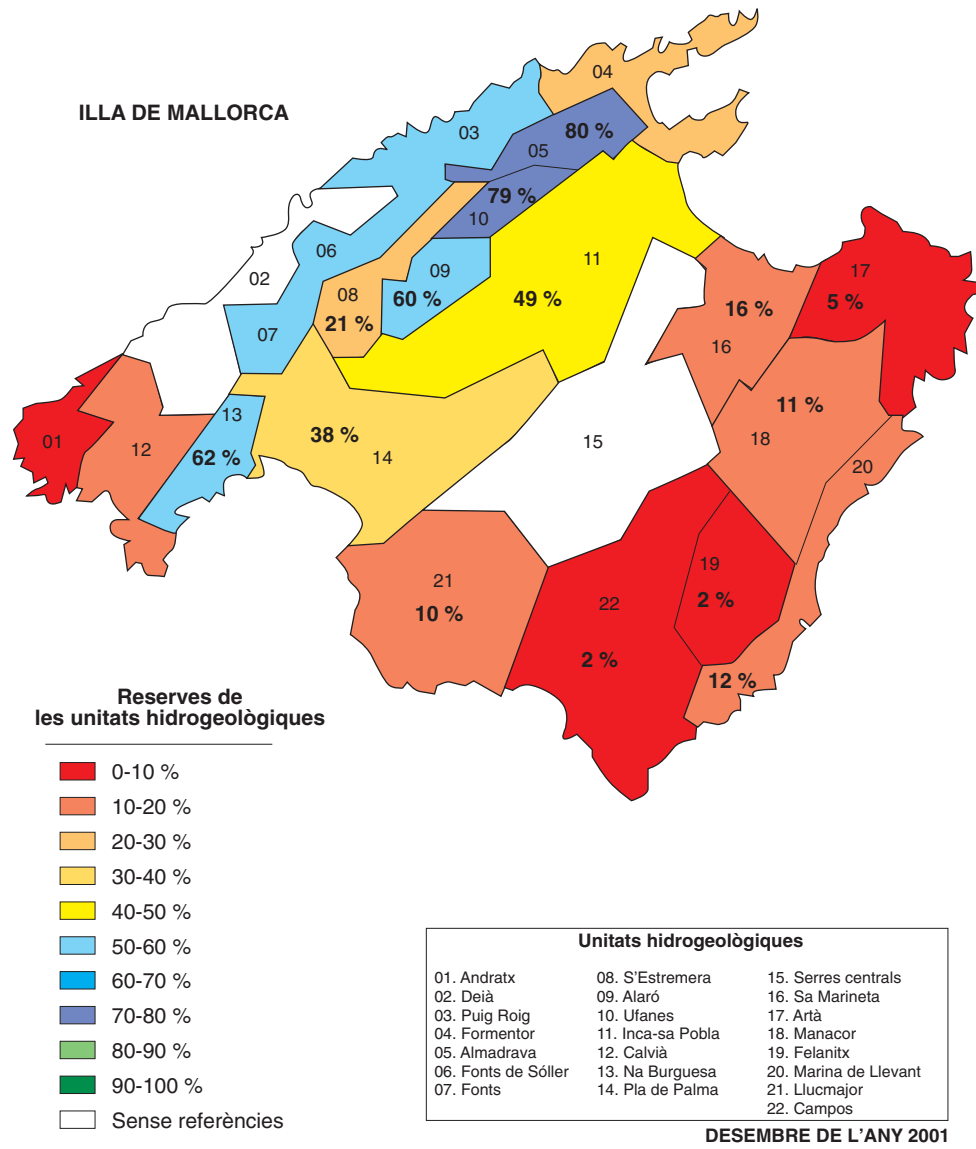 ILLA DE MALLORCA
04
03
80 %
05
79 %
10
06
09
11
02
08
60 %
49 %
21 %
07
17
5 %
16 %
16
11 %
18
13
01
12
62 %
38 %
14
15
20
19
2 %
21
10 %
22
2 %
12 %
Reserves de
les unitats hidrogeològiques
0-10 %
10-20 %
20-30 %
30-40 %
40-50 %
50-60 %
60-70 %
70-80 %
80-90 %
90-100 %
Sense referències
Unitats hidrogeològiques
01. Andratx
02. Deià
03. Puig Roig
04. Formentor
05. Almadrava
06. Fonts de Sóller
07. Fonts
08. S'Estremera
09. Alaró
10. Ufanes
11. Inca-sa Pobla
12. Calvià
13. Na Burguesa
14. Pla de Palma
15. Serres centrals
16. Sa Marineta
17. Artà
18. Manacor
19. Felanitx
20. Marina de Llevant
21. Llucmajor
22. Campos
DESEMBRE DE L'ANY 2001